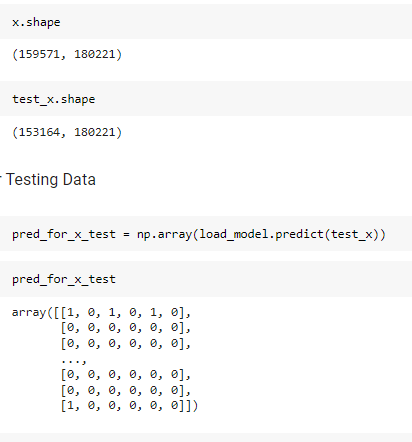 x.shape
(159571, 180221)
test_x.shape
(153164, 180221)
Testing Data
pred_for_x_test = np.array(load_model.predict(test_x))
pred_for_x_test
array([[1, 0, 1, 0, 1, 0],
[0, 0, 0, 0, 0, 0],
[0, 0, 0, 0, 0, 0],
...,
[0, 0, 0, 0, 0, 0],
[0, 0, 0, 0, 0, 0],
[1, 0, 0, 0, 0, 0]])